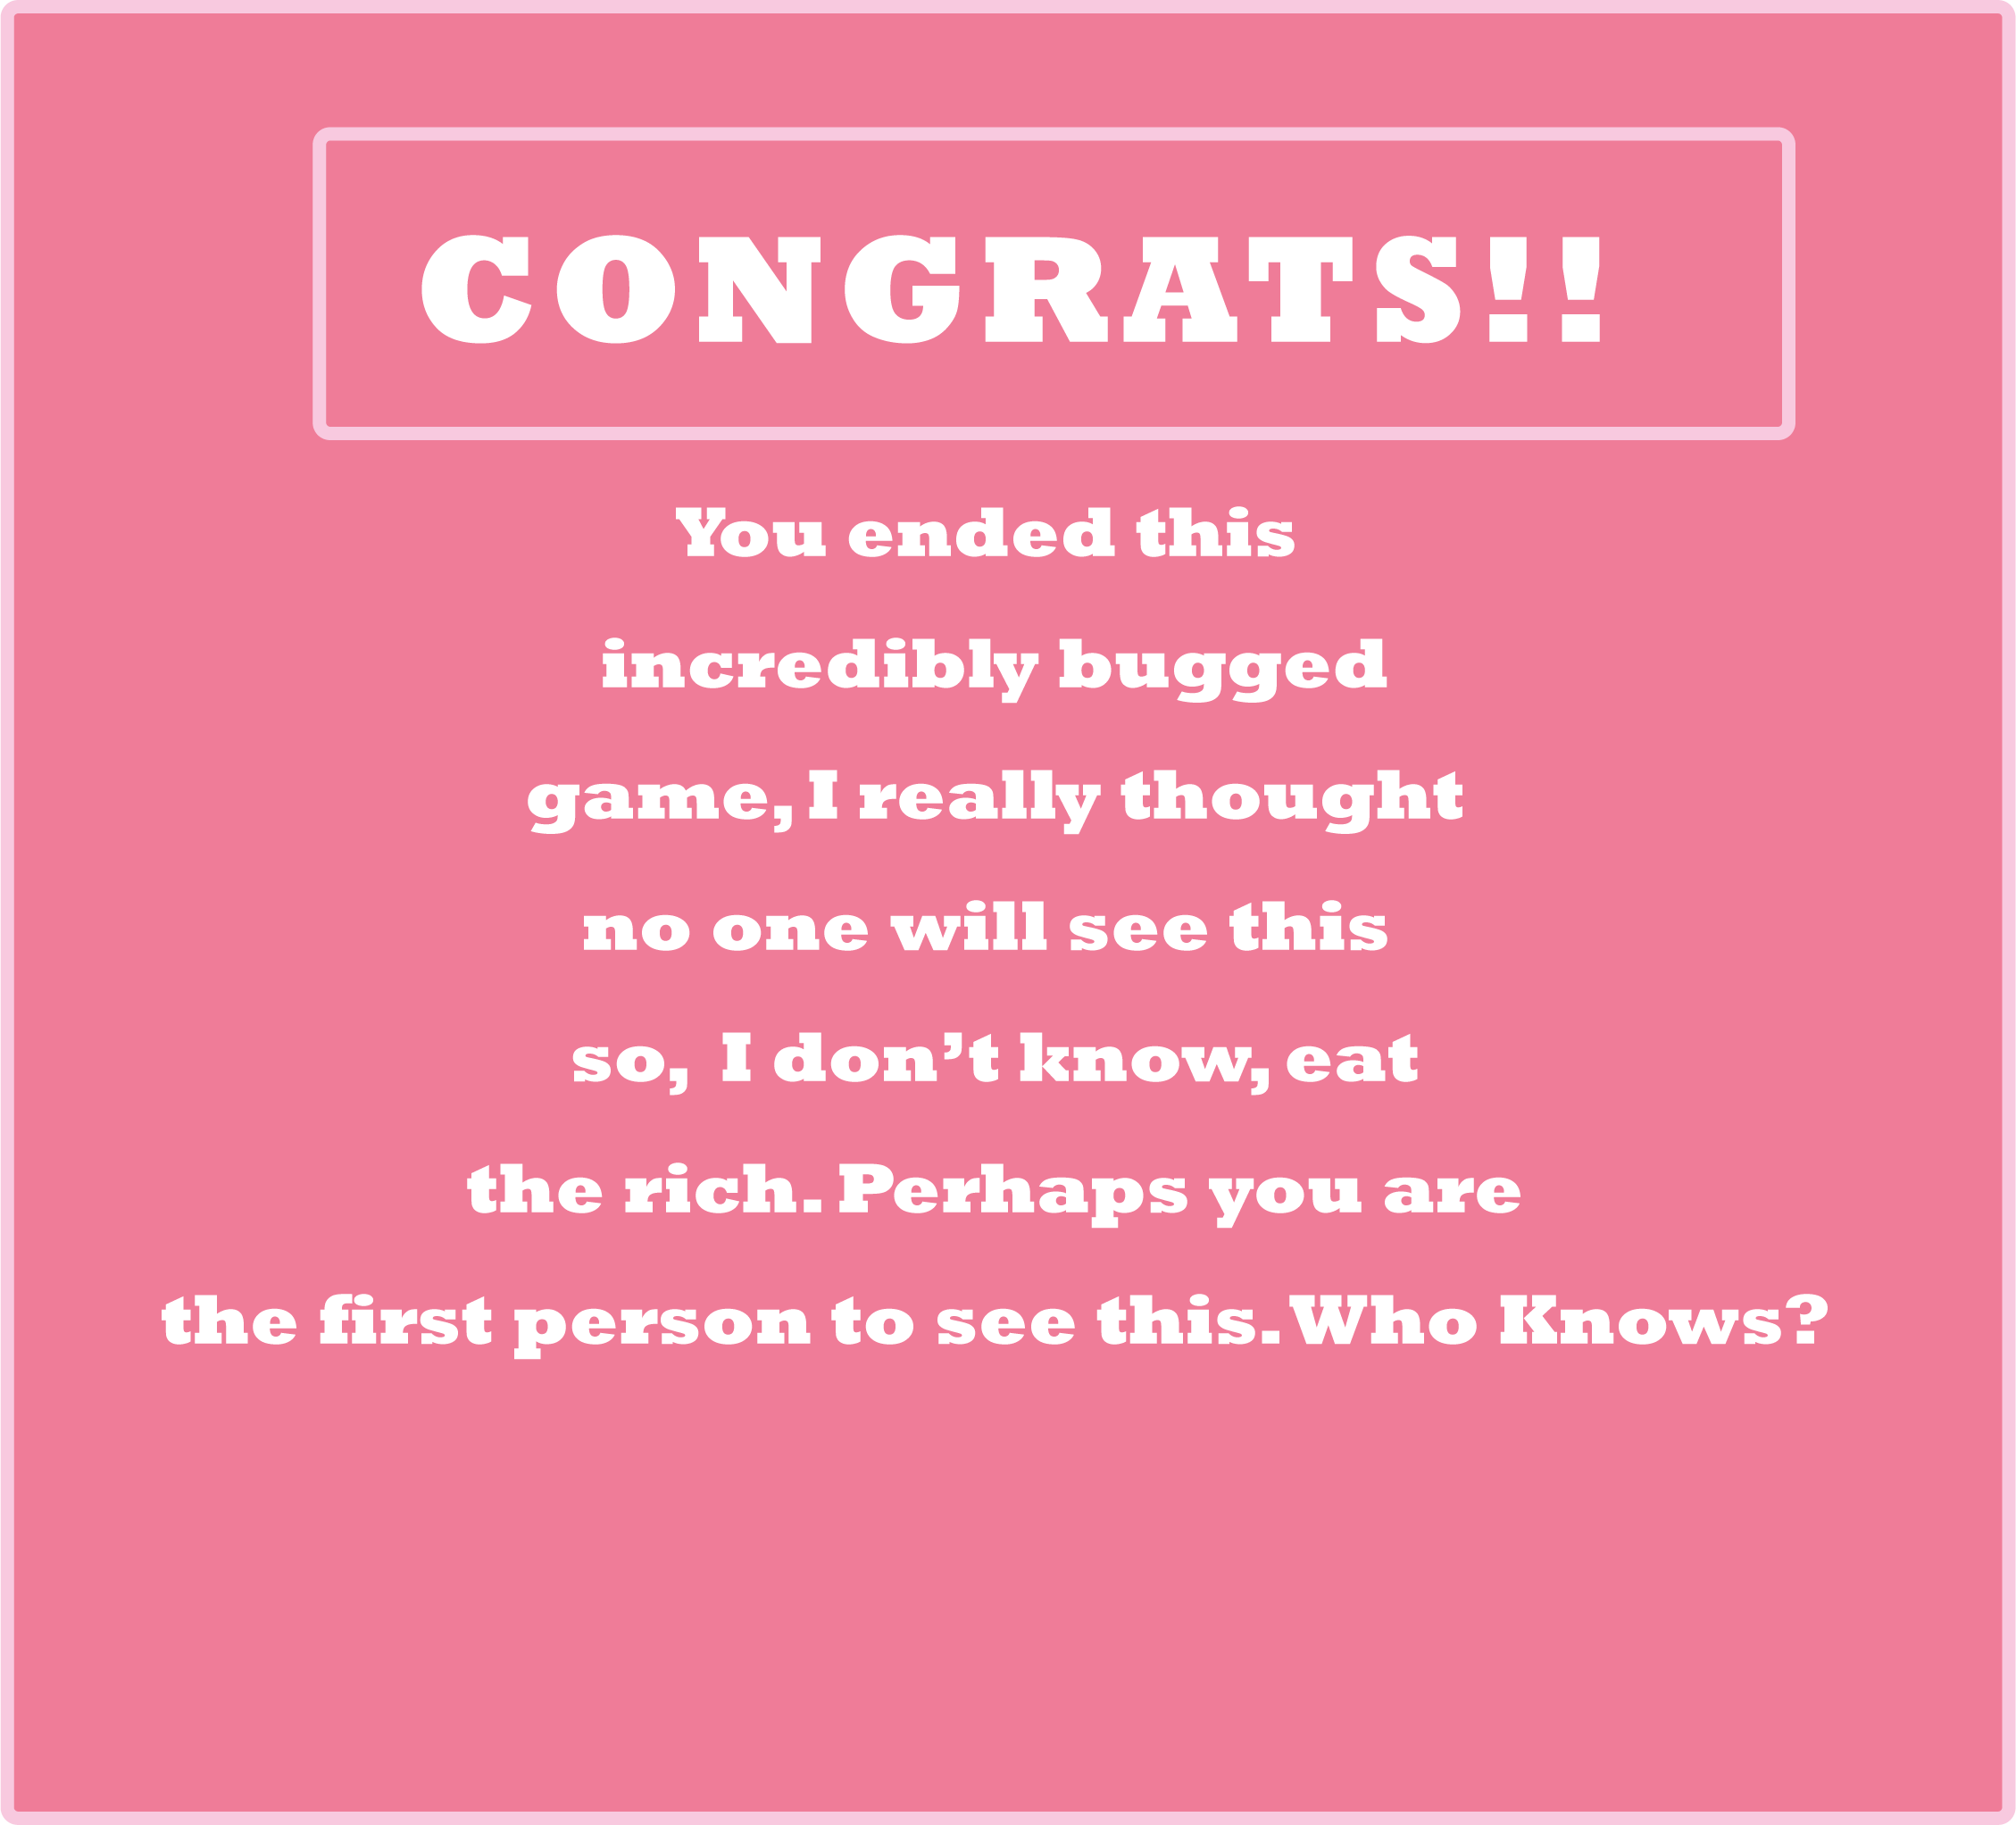 CONGRATS!!
You ended this
incredibly bugged
game, I really thought
no one will see this
so, I don't know, eat
the rich. Perhaps you are
the first person to see this. Who Knows?